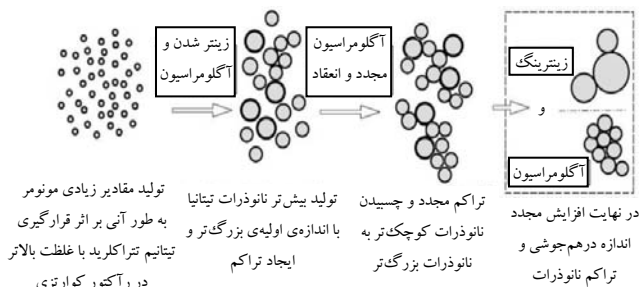 زینتر شدن و
آگلومراسیون
آگلومراسیون
مجدد و انعقاد
زینترینگ
و
آگلومراسیون
تولید مقادیر زیادی مونومر
به طور آنی بر اثر قرارگیری
تیتانیم تتراکلرید با غلظت بالاتر
در رآکتور کوارتزی
تولید بیش‌تر نانوذرات تیتانیا
با اندازه‌ی اولیه‌ی بزرگ‌تر و
ایجاد تراکم
تراکم مجدد و چسبیدن
نانوذرات کوچک‌تر به
نانوذرات بزرگ‌تر
در نهایت افزایش مجدد
اندازه درهم‌جوشی و
تراکم نانوذرات